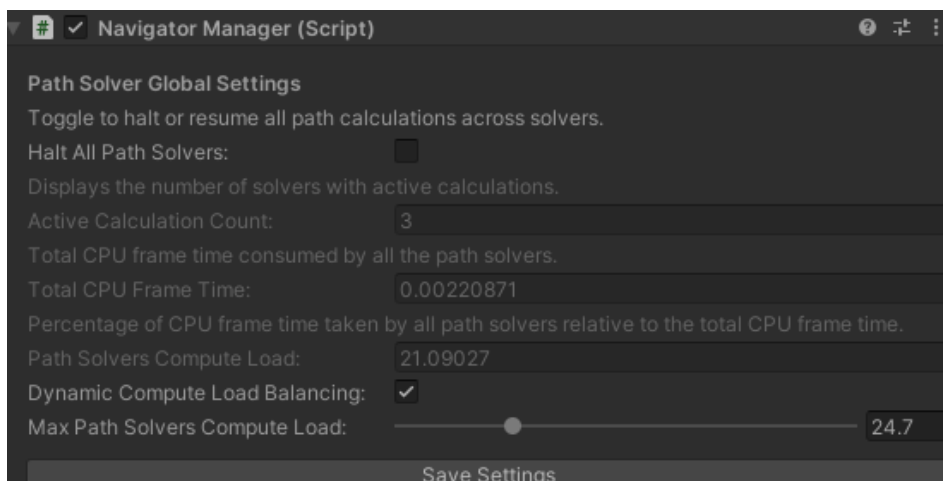 Navigator Manager (Script)
Path Solver Global Settings
Toggle to halt or resume all path calculations across solvers.
Halt All Path Solvers:
Displays the number of solvers with active calculations.
Active Calculation Count: 3
Total CPU frame time consumed by all the path solvers.
Total CPU Frame Time: 0.00220871
Percentage of CPU frame time taken by all path solvers relative to the total CPU frame time.
Path Solvers Compute Load: 21.09027
Dynamic Compute Load Balancing:
Max Path Solvers Compute Load: 24.7
Save Settings